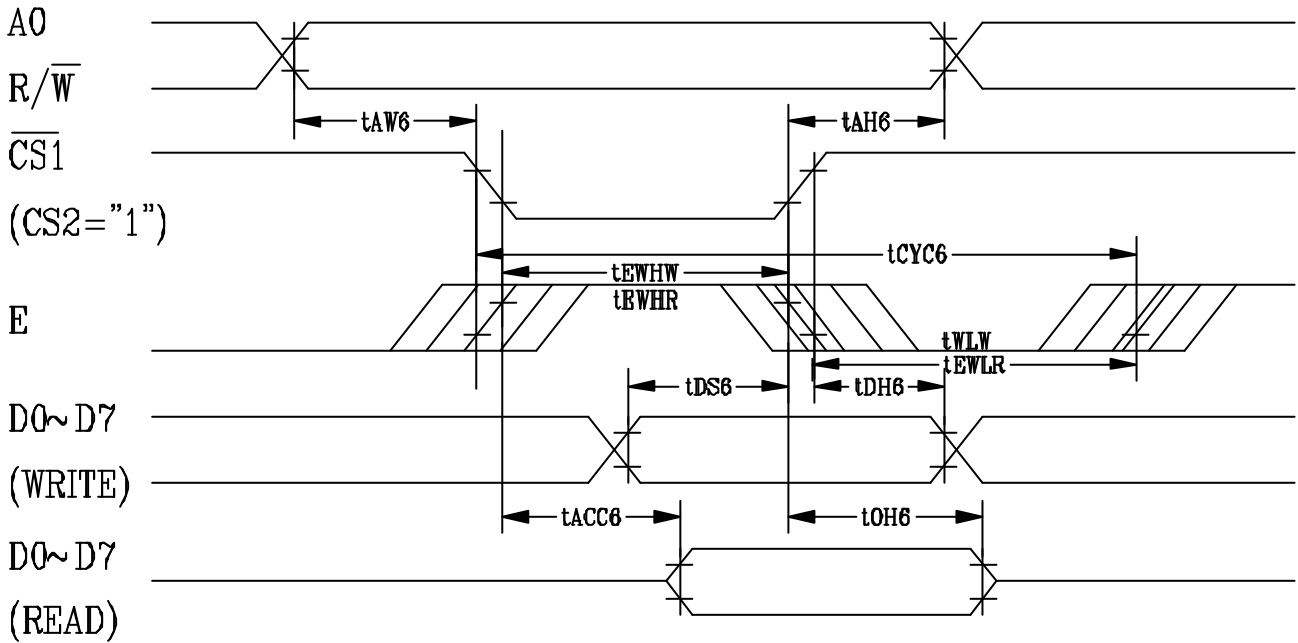 A0
R/W̅
tAW6
tAH6
C̅S̅1̅
(CS2="1")
tCYC6
tEWHW
tEWHR
E
tWLW
tEWLR
tDS6
tDH6
D0~D7
(WRITE)
tACC6
tOH6
D0~D7
(READ)